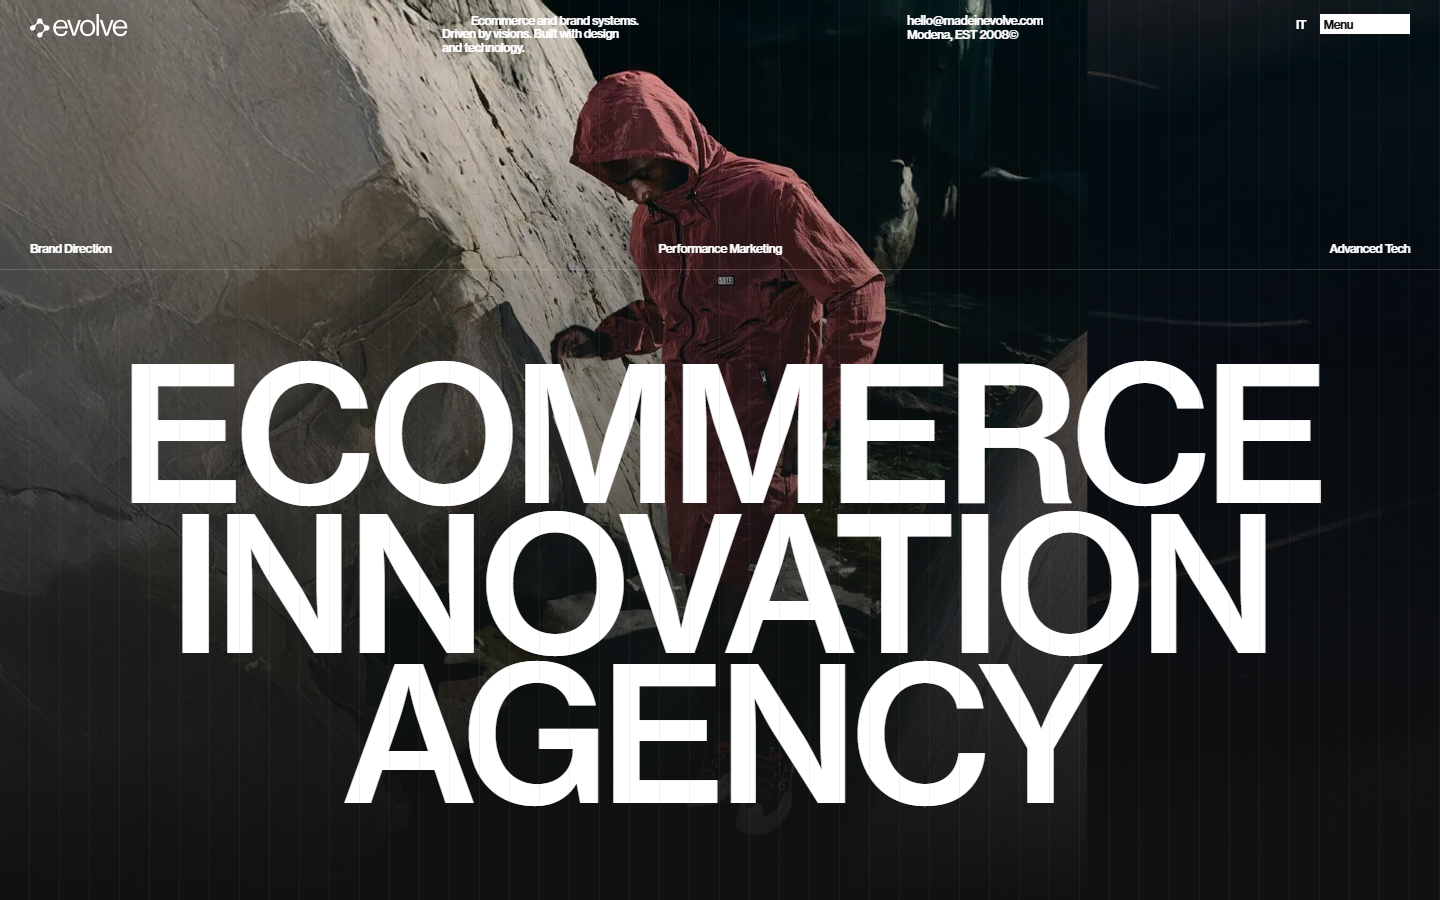 evolve
Ecommerce and brand systems.
Driven by visions. Built with design
and technology.
hello@madeinevolve.com
Modena, EST 2008©
IT
Menu
Brand Direction
Performance Marketing
Advanced Tech
ECOMMERCE
INNOVATION
AGENCY